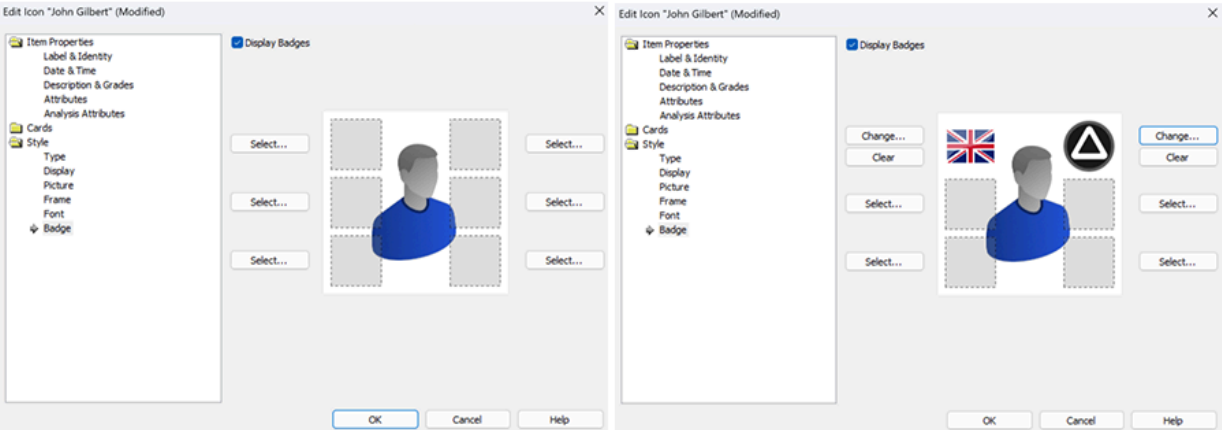 Edit Icon "John Gilbert" (Modified)
Item Properties
Label & Identity
Date & Time
Description & Grades
Attributes
Analysis Attributes
Cards
Style
Type
Display
Picture
Frame
Font
Badge
Display Badges
Select...
Select...
Select...
Select...
Select...
Select...
OK
Cancel
Help
Edit Icon "John Gilbert" (Modified)
Item Properties
Label & Identity
Date & Time
Description & Grades
Attributes
Analysis Attributes
Cards
Style
Type
Display
Picture
Frame
Font
Badge
Display Badges
Change...
Clear
Select...
Select...
Change...
Clear
Select...
Select...
OK
Cancel
Help